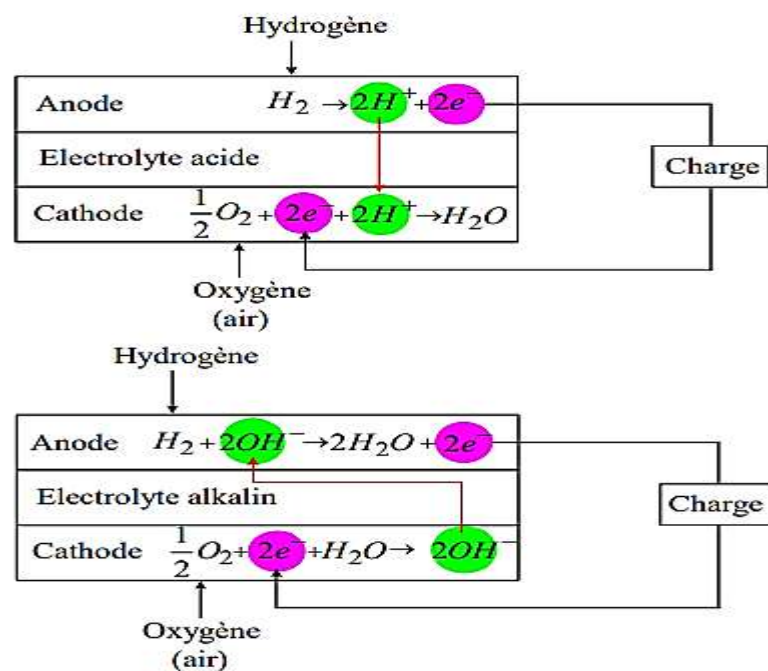 Hydrogène
Anode H₂ → 2H⁺ + 2e⁻
Charge
Electrolyte acide
Cathode 1/2 O₂ + 2e⁻ + 2H⁺ → H₂O
Oxygène
(air)
Hydrogène
Anode H₂ + 2OH⁻ → 2H₂O + 2e⁻
Electrolyte alkalin
Charge
Cathode 1/2 O₂ + 2e⁻ + H₂O → 2OH⁻
Oxygène
(air)